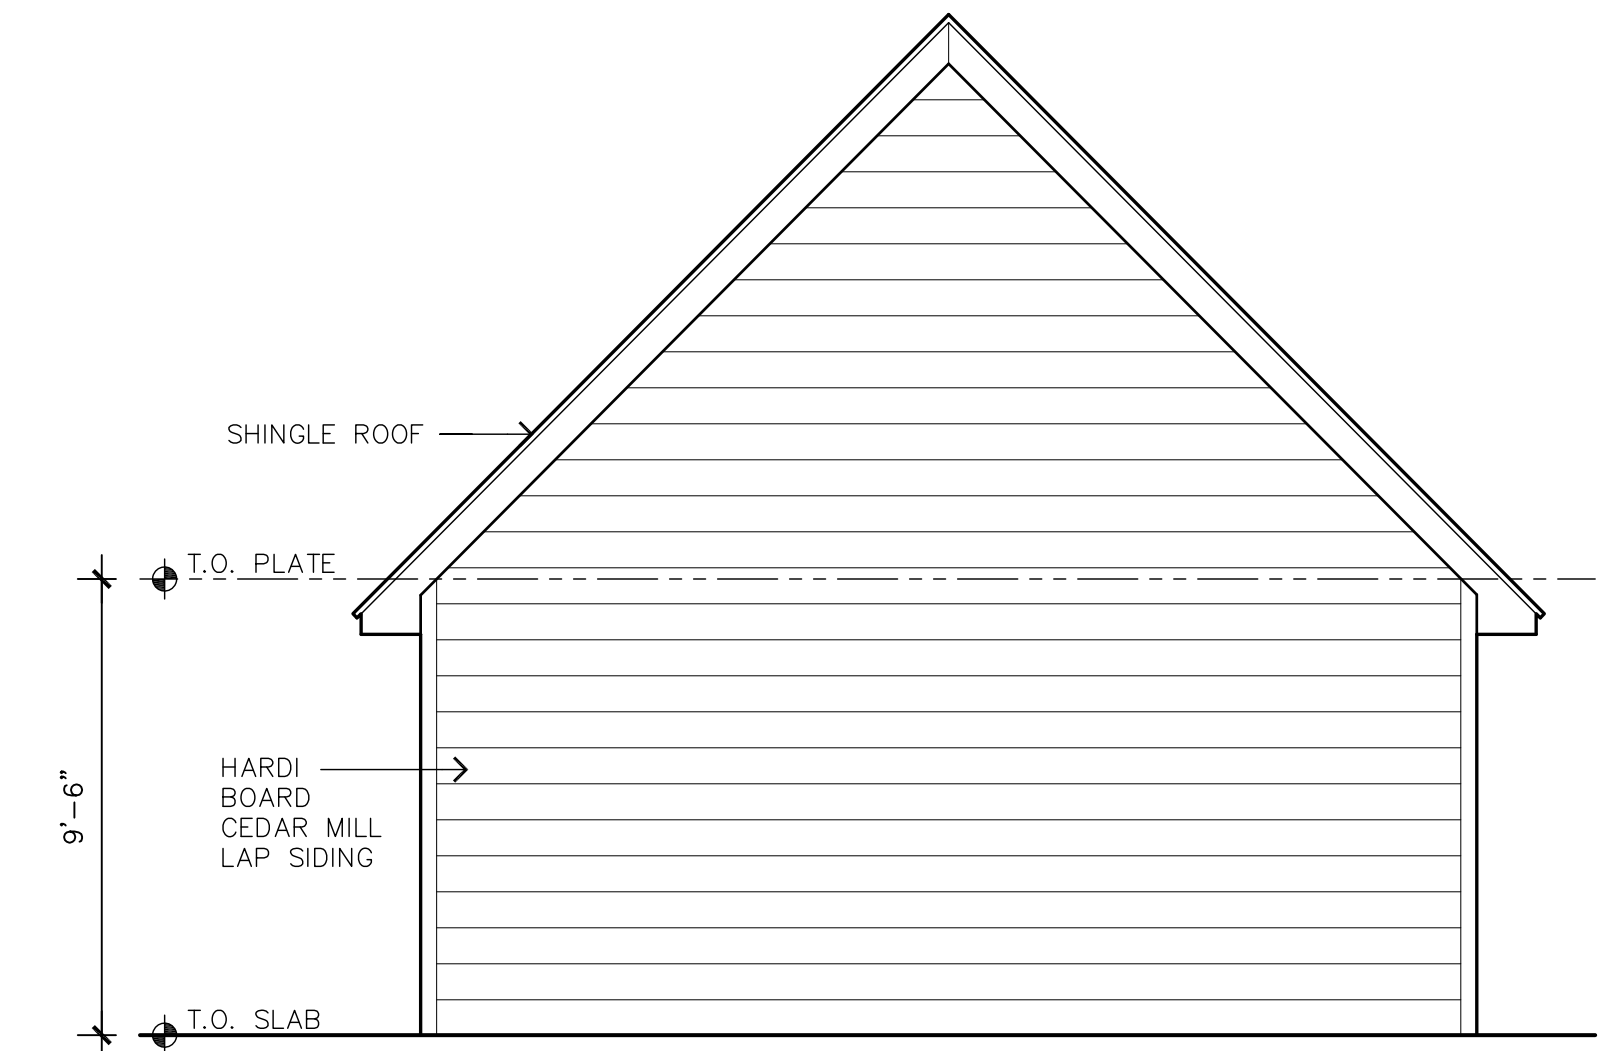 SHINGLE ROOF
T.O. PLATE
9'-6"
HARDI
BOARD
CEDAR MILL
LAP SIDING
T.O. SLAB